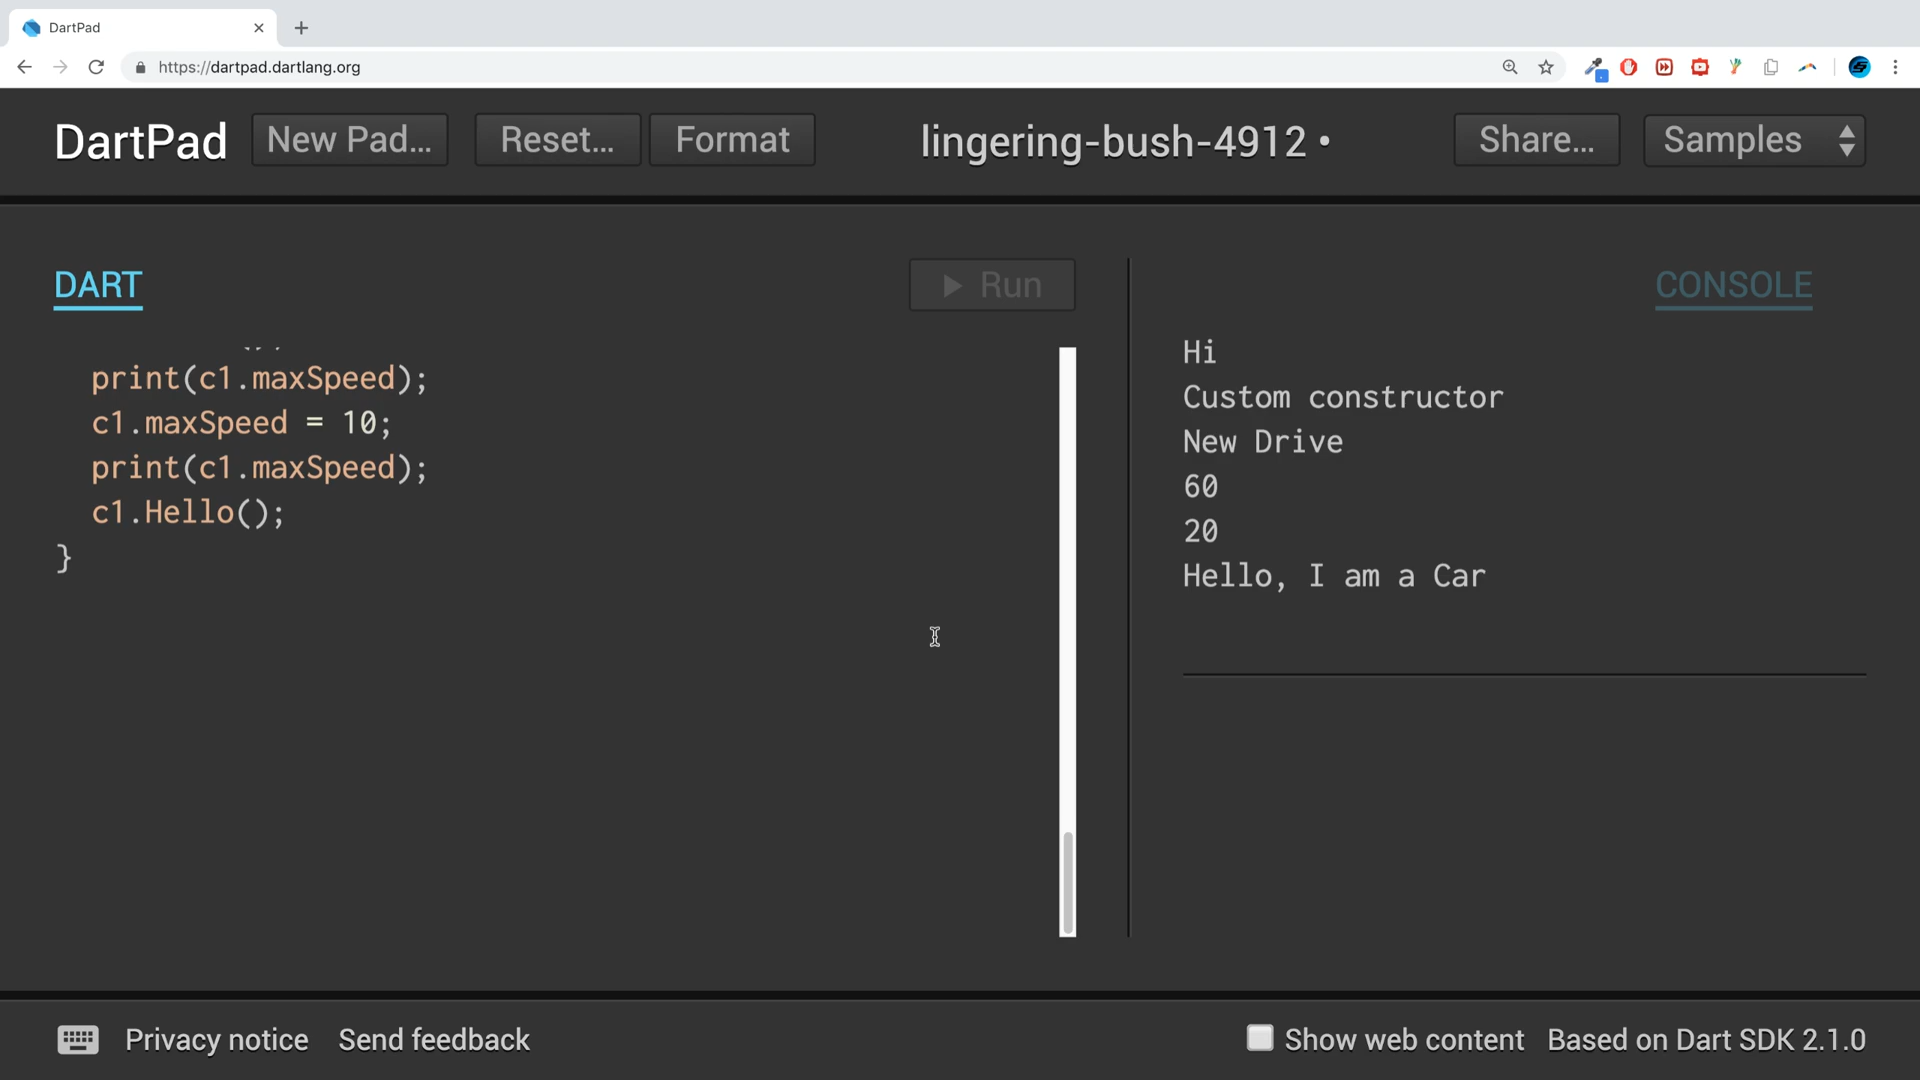 DartPad
https://dartpad.dartlang.org
DartPad
New Pad...
Reset...
Format
lingering-bush-4912 •
Share...
Samples
DART
Run
CONSOLE
print(c1.maxSpeed);
c1.maxSpeed = 10;
print(c1.maxSpeed);
c1.Hello();
}
Hi
Custom constructor
New Drive
60
20
Hello, I am a Car
Privacy notice
Send feedback
Show web content
Based on Dart SDK 2.1.0